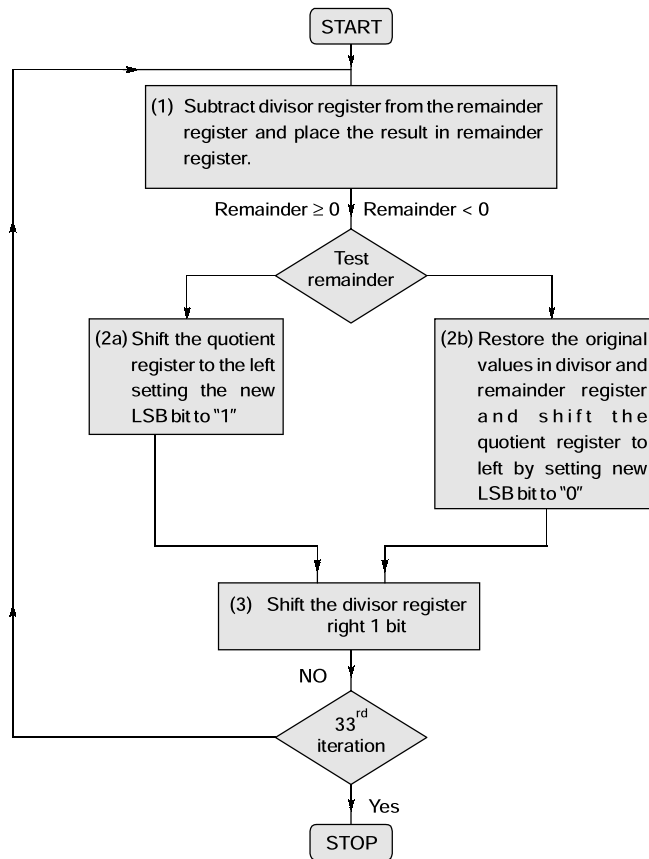 START
(1) Subtract divisor register from the remainder
register and place the result in remainder
register.
Remainder ≥ 0 Remainder < 0
Test
remainder
(2a) Shift the quotient
register to the left
setting the new
LSB bit to "1"
(2b) Restore the original
values in divisor and
remainder register
and shift the
quotient register to
left by setting new
LSB bit to "0"
(3) Shift the divisor register
right 1 bit
NO
33rd
iteration
Yes
STOP